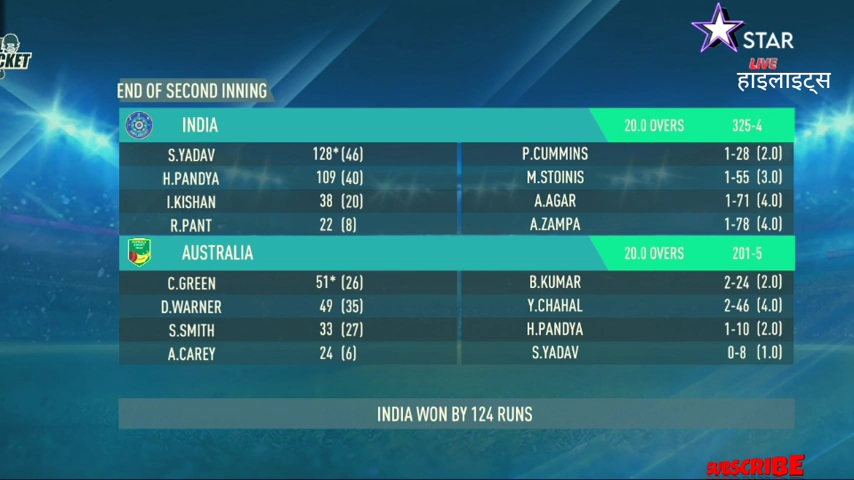 STAR
LIVE
हाइलाइट्स
END OF SECOND INNING
INDIA 20.0 OVERS 325-4
S.YADAV 128* (46) P.CUMMINS 1-28 (2.0)
H.PANDYA 109 (40) M.STOINIS 1-55 (3.0)
I.KISHAN 38 (20) A.AGAR 1-71 (4.0)
R.PANT 22 (8) A.ZAMPA 1-78 (4.0)
AUSTRALIA 20.0 OVERS 201-5
C.GREEN 51* (26) B.KUMAR 2-24 (2.0)
D.WARNER 49 (35) Y.CHAHAL 2-46 (4.0)
S.SMITH 33 (27) H.PANDYA 1-10 (2.0)
A.CAREY 24 (6) S.YADAV 0-8 (1.0)
INDIA WON BY 124 RUNS
SUBSCRIBE